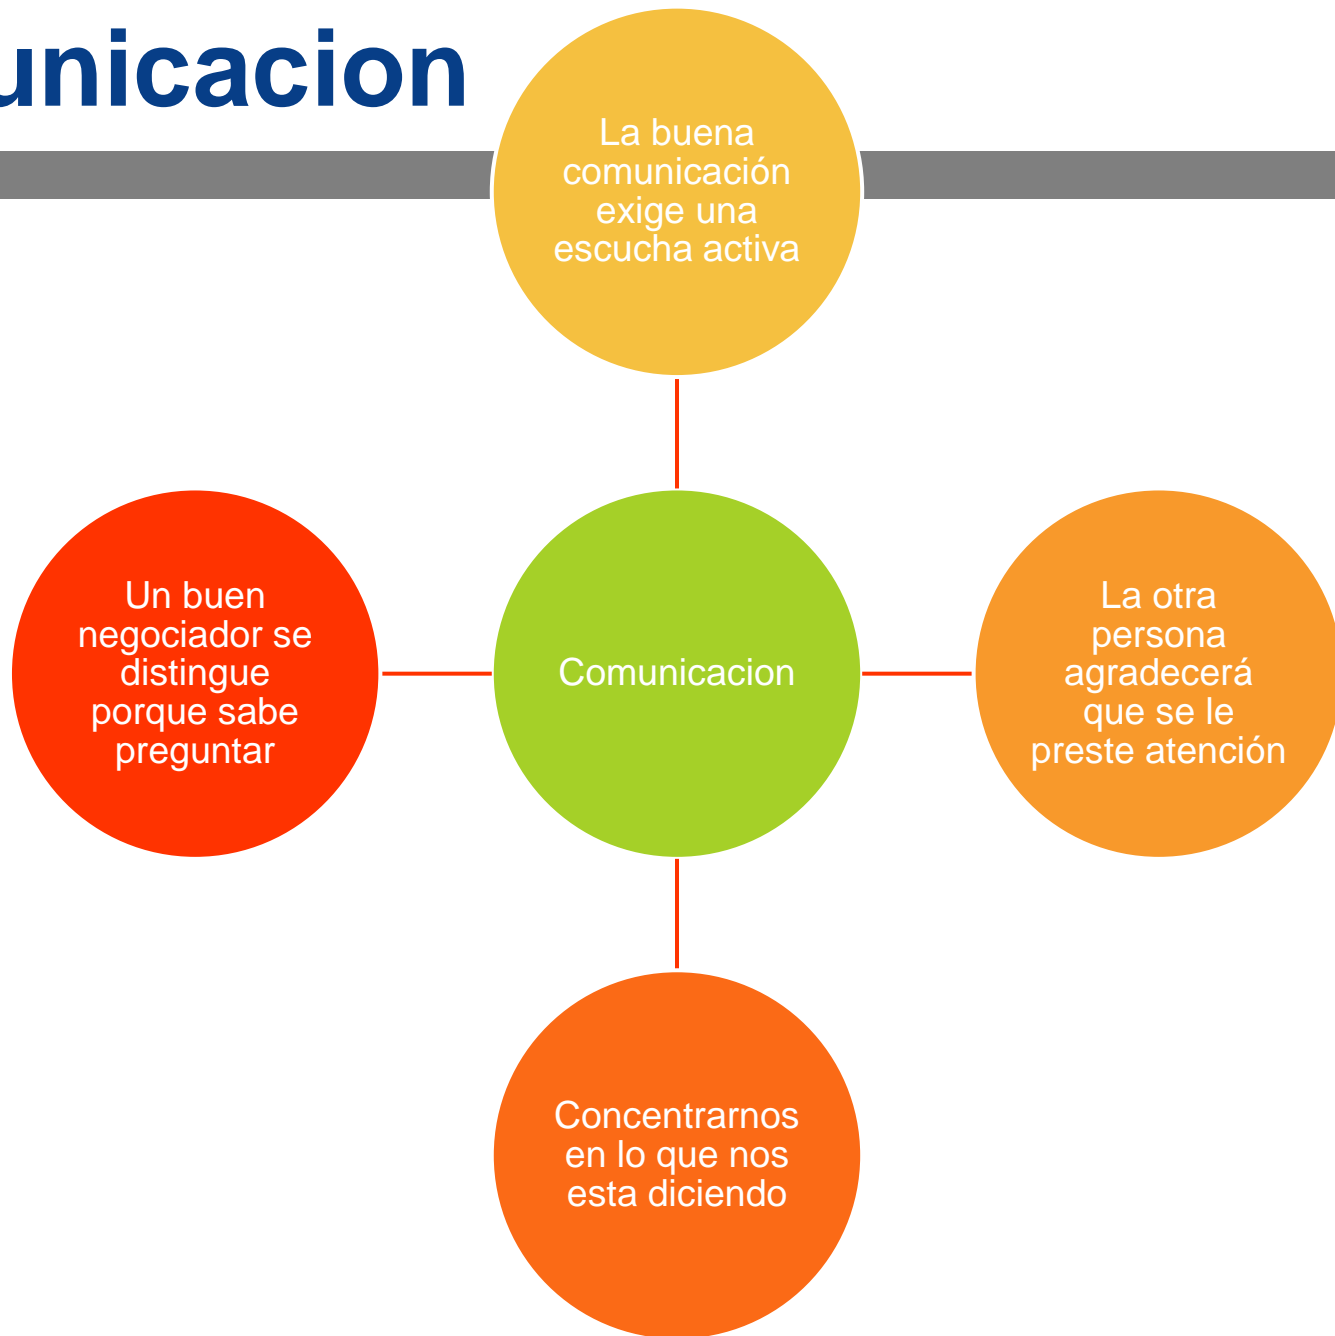 unicacion
La buena
comunicación
exige una
escucha activa
Un buen
negociador se
distingue
porque sabe
preguntar
Comunicacion
La otra
persona
agradecerá
que se le
preste atención
Concentrarnos
en lo que nos
esta diciendo